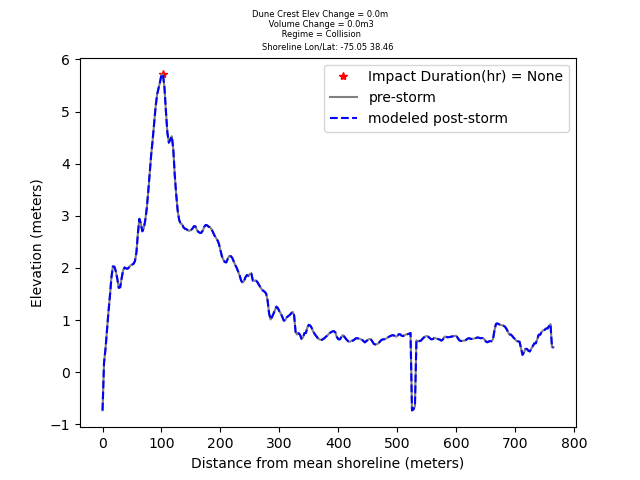 Dune Crest Elev Change = 0.0m
Volume Change = 0.0m3
Regime = Collision
Shoreline Lon/Lat: -75.05 38.46
Impact Duration(hr) = None
pre-storm
modeled post-storm
6
5
4
3
2
1
0
−1
Elevation (meters)
0 100 200 300 400 500 600 700 800
Distance from mean shoreline (meters)